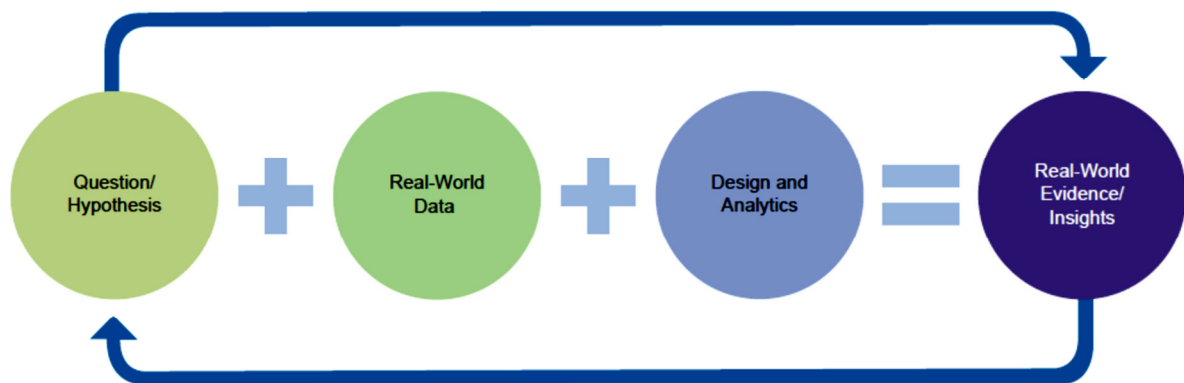 Question/
Hypothesis
Real-World
Data
Design and
Analytics
Real-World
Evidence/
Insights